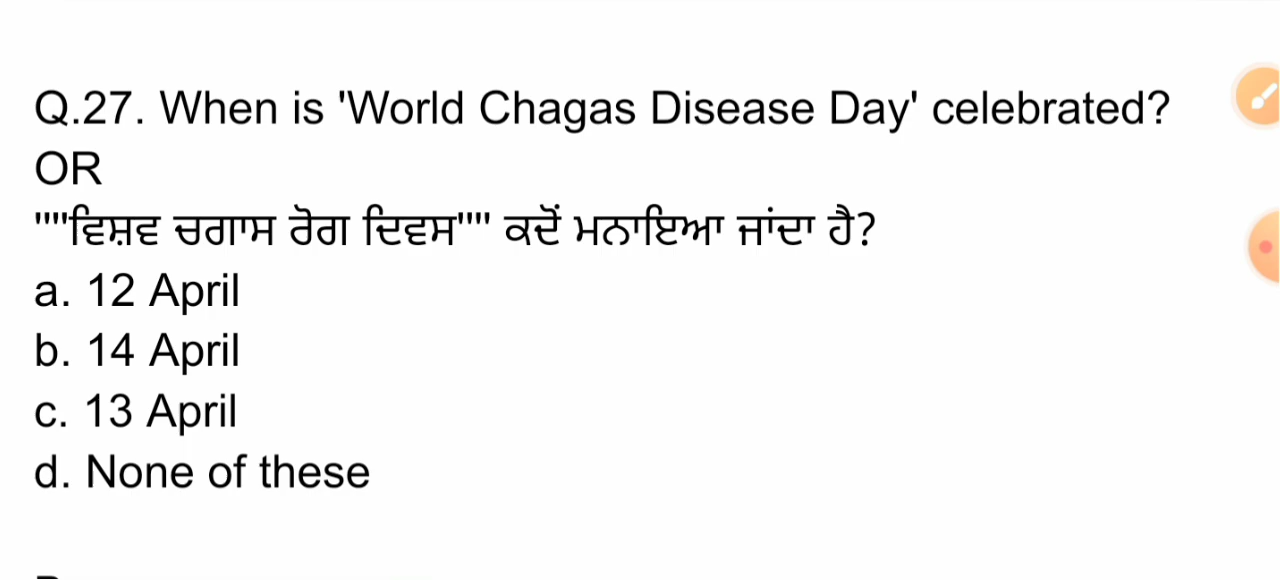 Q.27. When is 'World Chagas Disease Day' celebrated?
OR
""''ਵਿਸ਼ਵ ਚਗਾਸ ਰੋਗ ਦਿਵਸ"''' ਕਦੋਂ ਮਨਾਇਆ ਜਾਂਦਾ ਹੈ?
a. 12 April
b. 14 April
c. 13 April
d. None of these